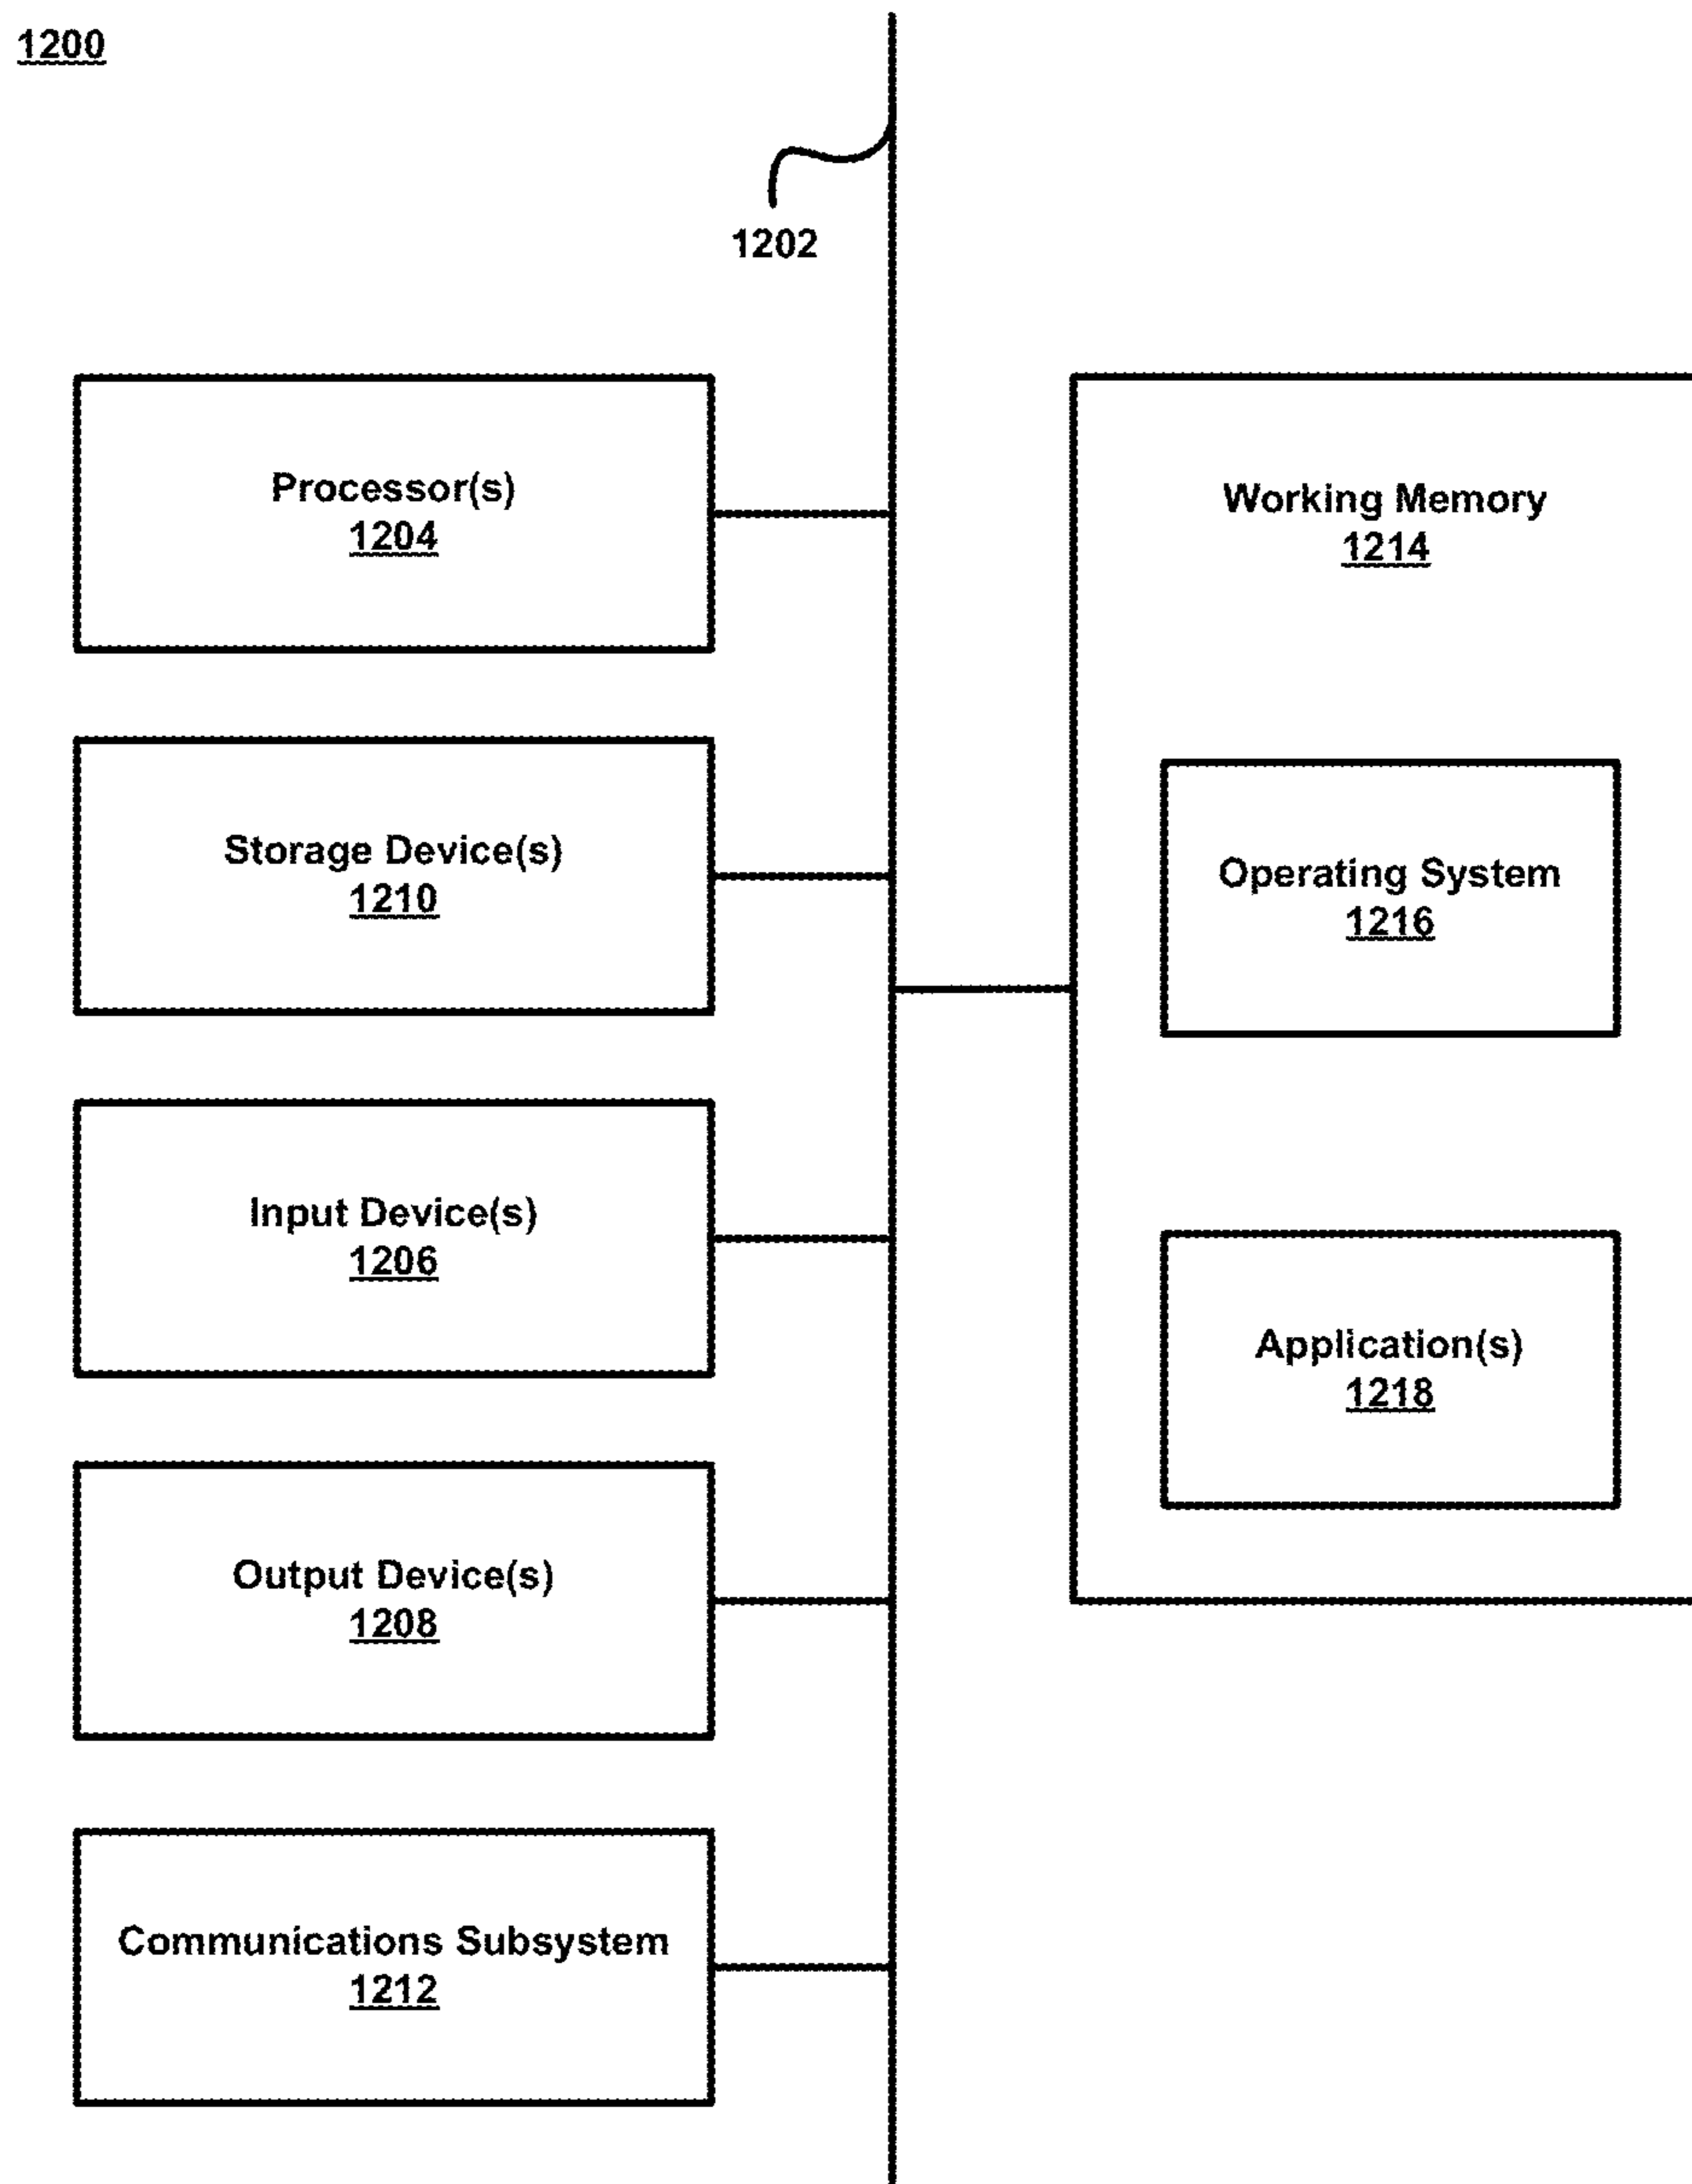 1200
1202
Processor(s)
1204
Storage Device(s)
1210
Input Device(s)
1206
Output Device(s)
1208
Communications Subsystem
1212
Working Memory
1214
Operating System
1216
Application(s)
1218